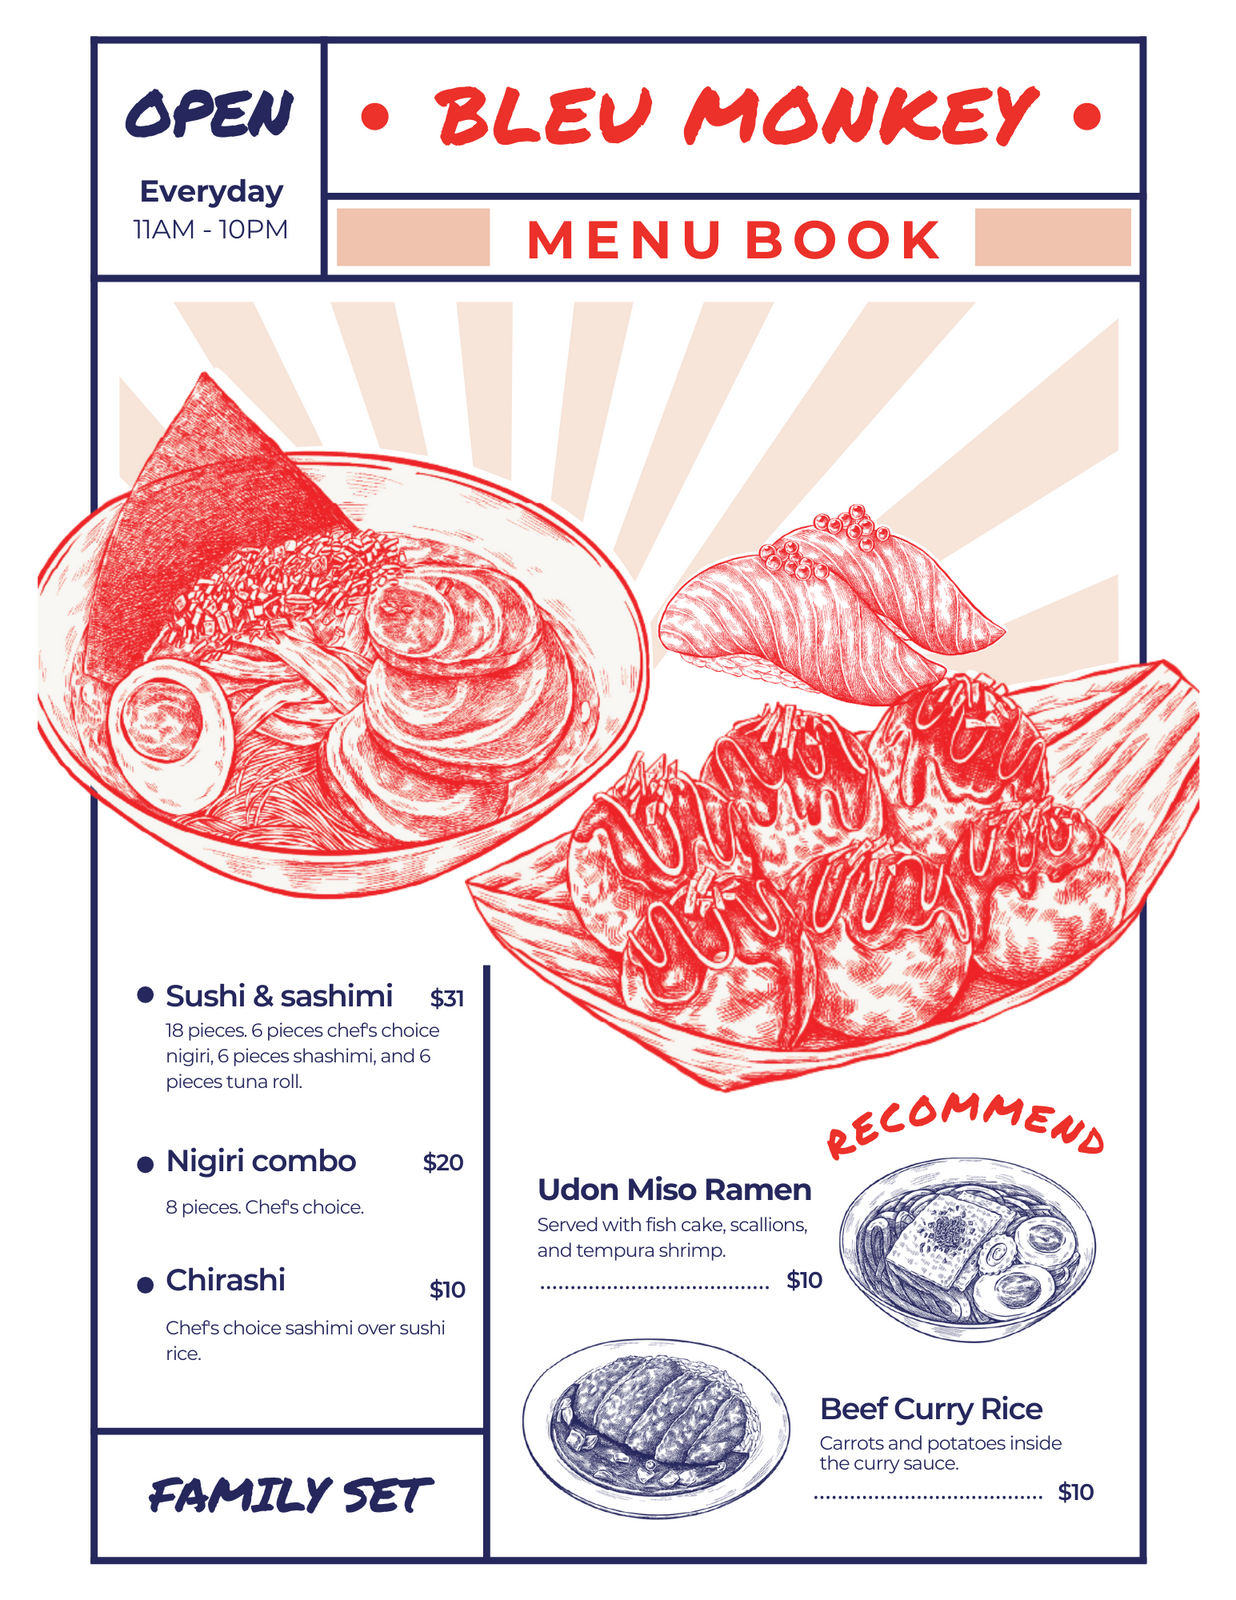 OPEN
Everyday
11AM - 10PM
• BLEU MONKEY •
MENU BOOK
• Sushi & sashimi $31
18 pieces. 6 pieces chef's choice
nigiri, 6 pieces shashimi, and 6
pieces tuna roll.
• Nigiri combo $20
8 pieces. Chef's choice.
• Chirashi $10
Chef's choice sashimi over sushi
rice.
FAMILY SET
RECOMMEND
Udon Miso Ramen
Served with fish cake, scallions,
and tempura shrimp.
....................................... $10
Beef Curry Rice
Carrots and potatoes inside
the curry sauce.
....................................... $10